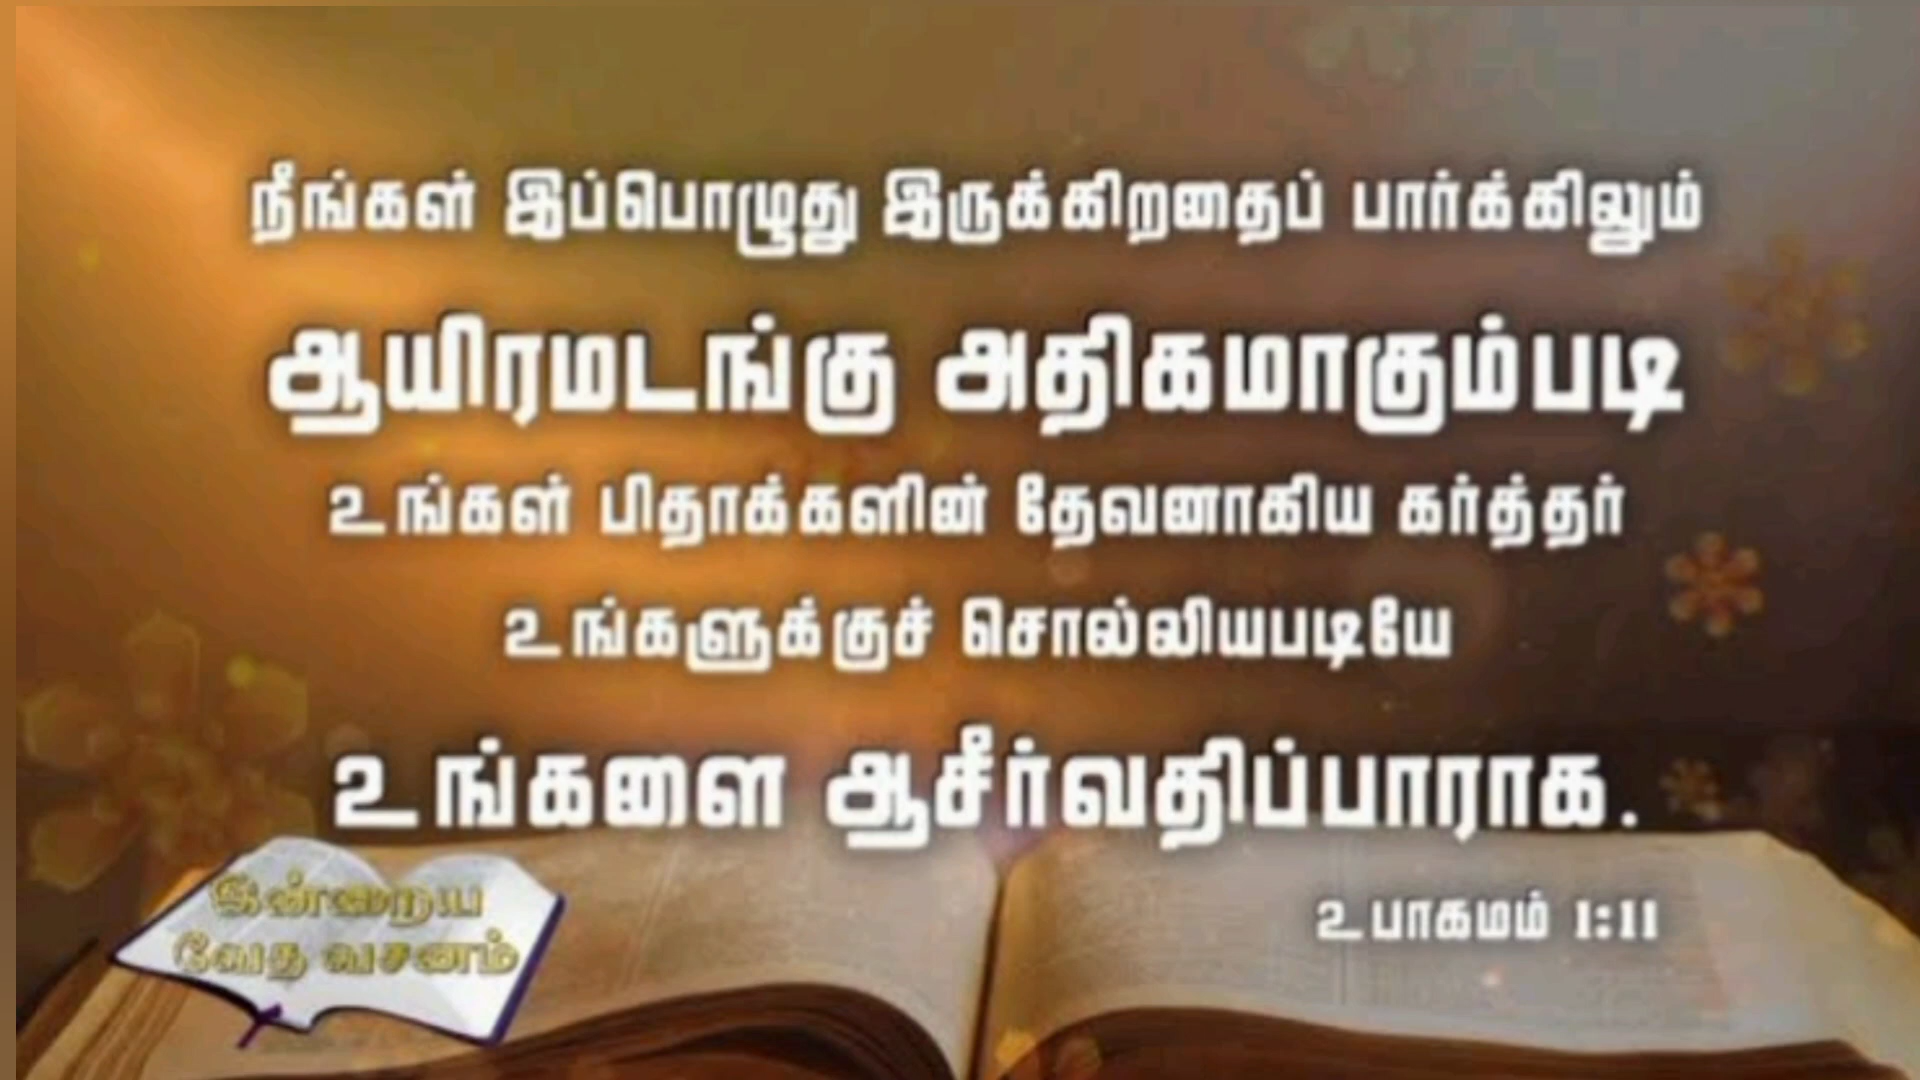 நீங்கள் இப்பொழுது இருக்கிறதைப் பார்க்கிலும்
ஆயிரமடங்கு அதிகமாகும்படி
உங்கள் பிதாக்களின் தேவனாகிய கர்த்தர்
உங்களுக்குச் சொல்லியபடியே
உங்களை ஆசீர்வதிப்பாராக.
உபாகமம் 1:11
இன்றைய
வேத வசனம்